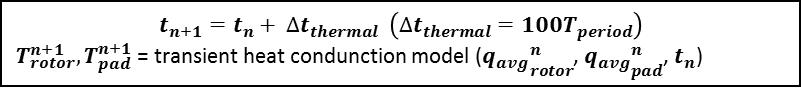 t_{n+1} = t_n + Δt_{thermal} (Δt_{thermal} = 100T_{period})
T_{rotor}^{n+1}, T_{pad}^{n+1} = transient heat condunction model (q_{avg}_{rotor}^{n}, q_{avg}_{pad}^{n}, t_n)